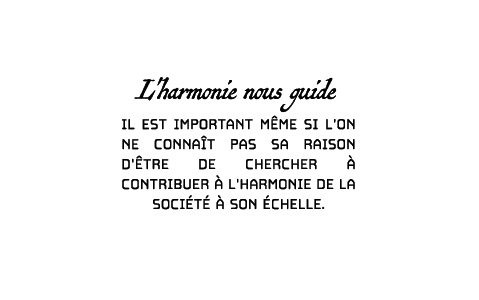 L'harmonie nous guide
IL EST IMPORTANT MÊME SI L'ON
NE CONNAÎT PAS SA RAISON
D'ÊTRE DE CHERCHER À
CONTRIBUER À L'HARMONIE DE LA
SOCIÉTÉ À SON ÉCHELLE.